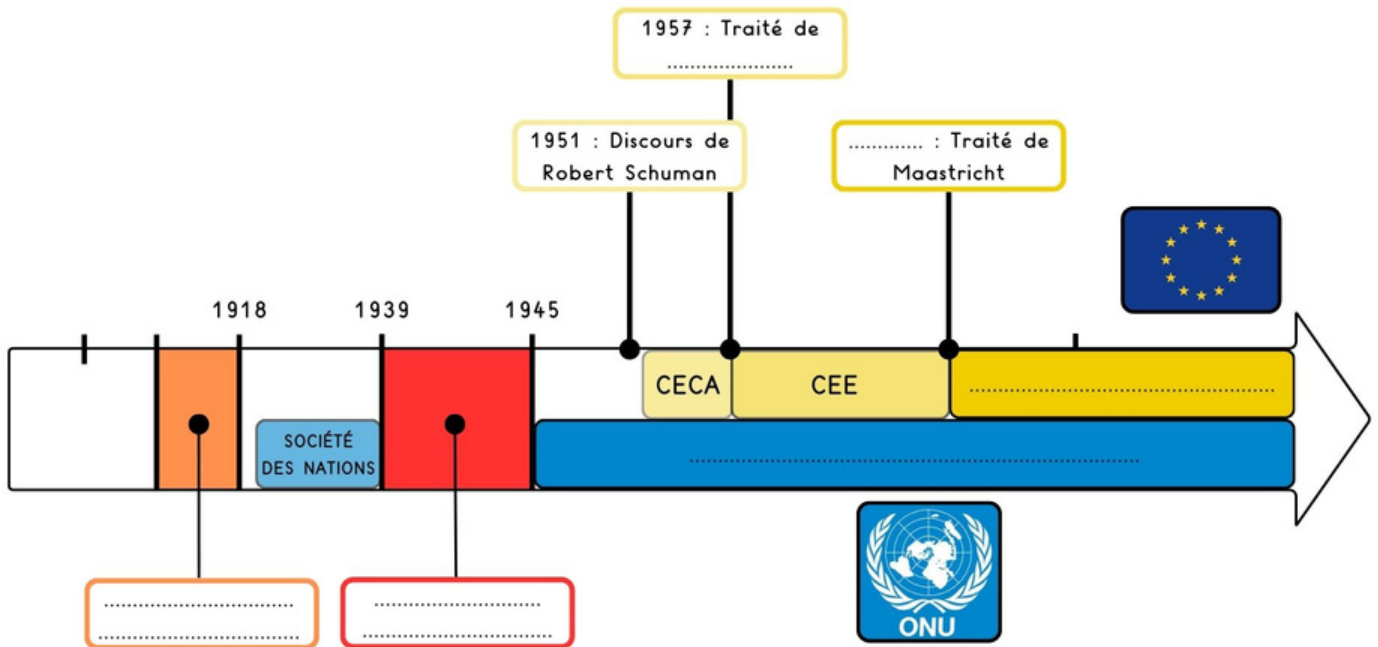 1957 : Traité de
......................
1951 : Discours de
Robert Schuman
............. : Traité de
Maastricht
1918
1939
1945
CECA
CEE
......................................................
SOCIÉTÉ
DES NATIONS
................................................................................
.................................
...................................
.............................
.................................
ONU